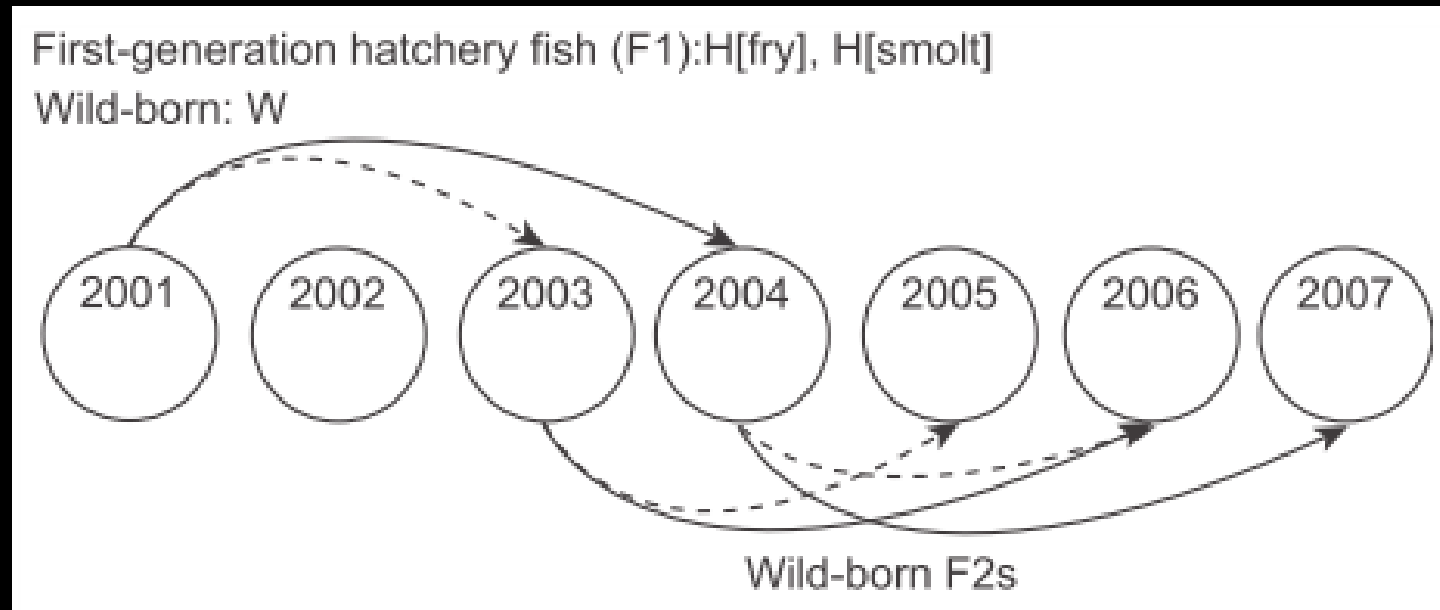 First-generation hatchery fish (F1):H[fry], H[smolt]
Wild-born: W
2001 2002 2003 2004 2005 2006 2007
Wild-born F2s